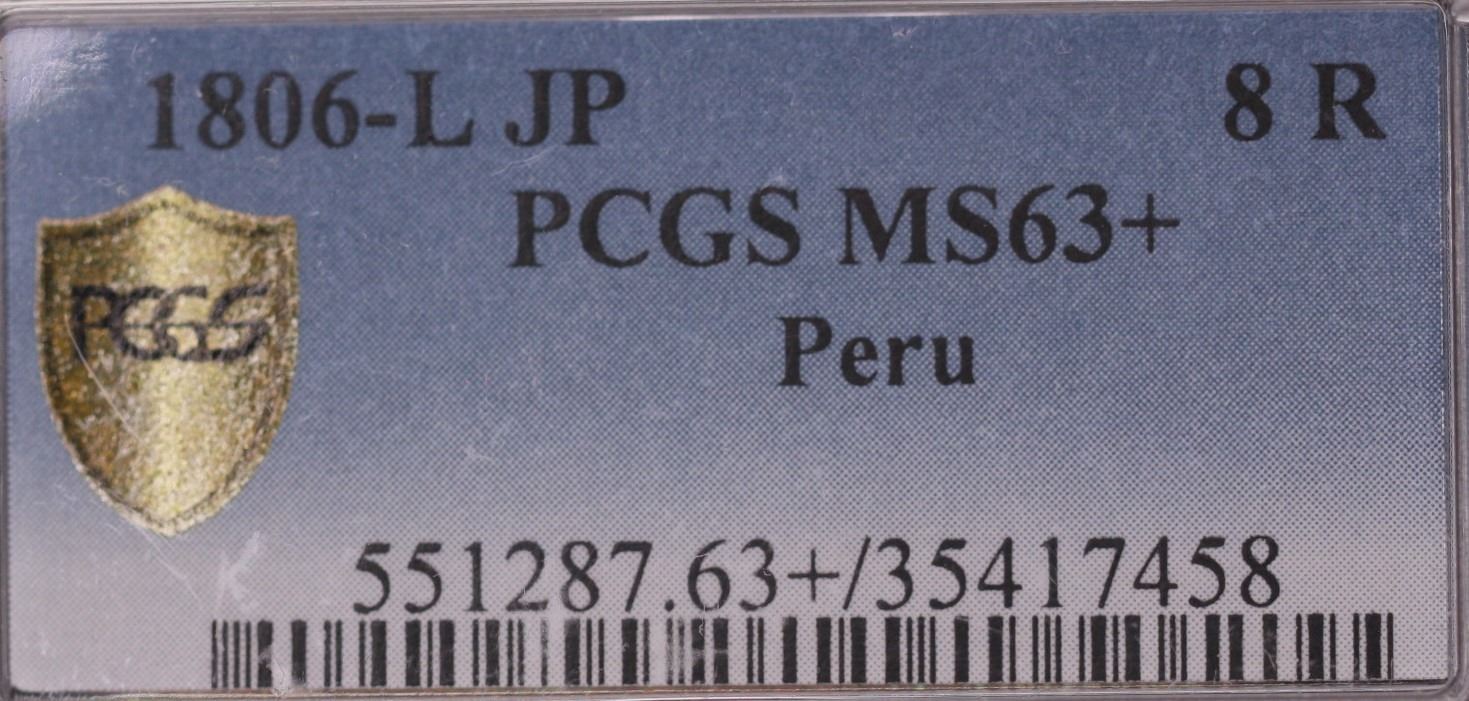 1806-L JP 8 R
PCGS MS63+
Peru
PCGS
551287.63+/35417458